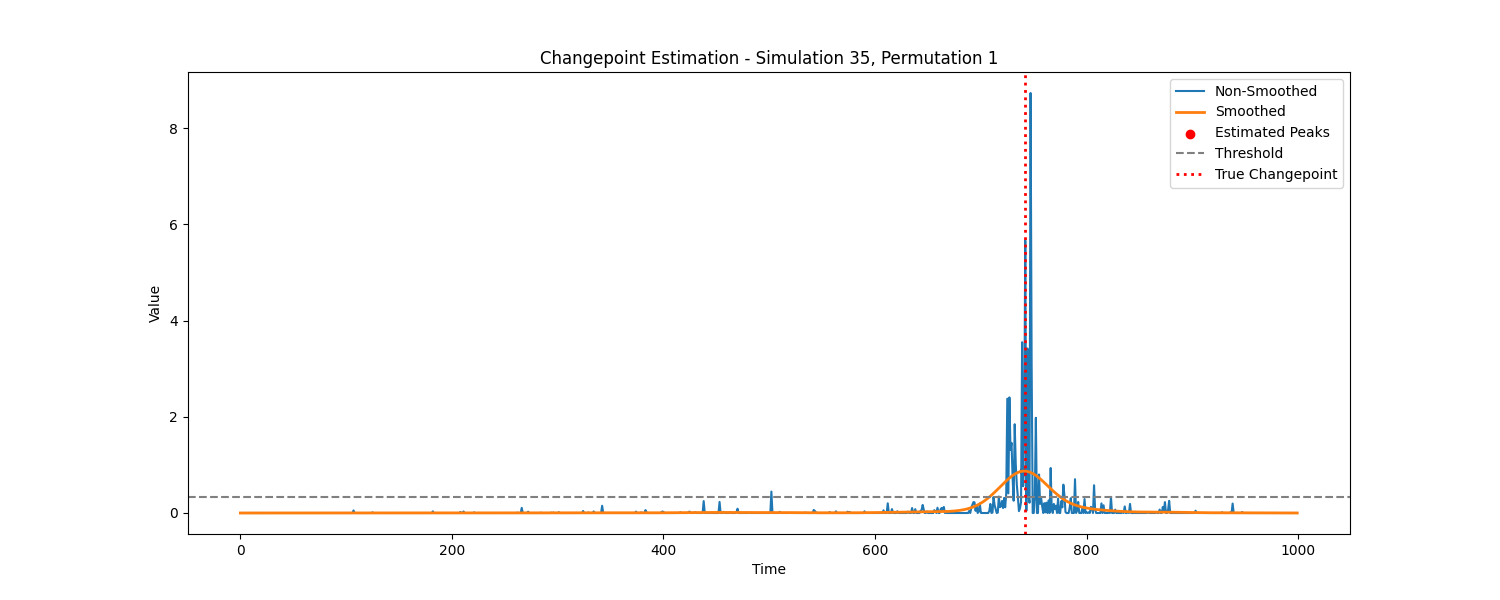 Changepoint Estimation - Simulation 35, Permutation 1
Non-Smoothed
Smoothed
Estimated Peaks
Threshold
True Changepoint
Value
8
6
4
2
0
0 200 400 600 800 1000
Time